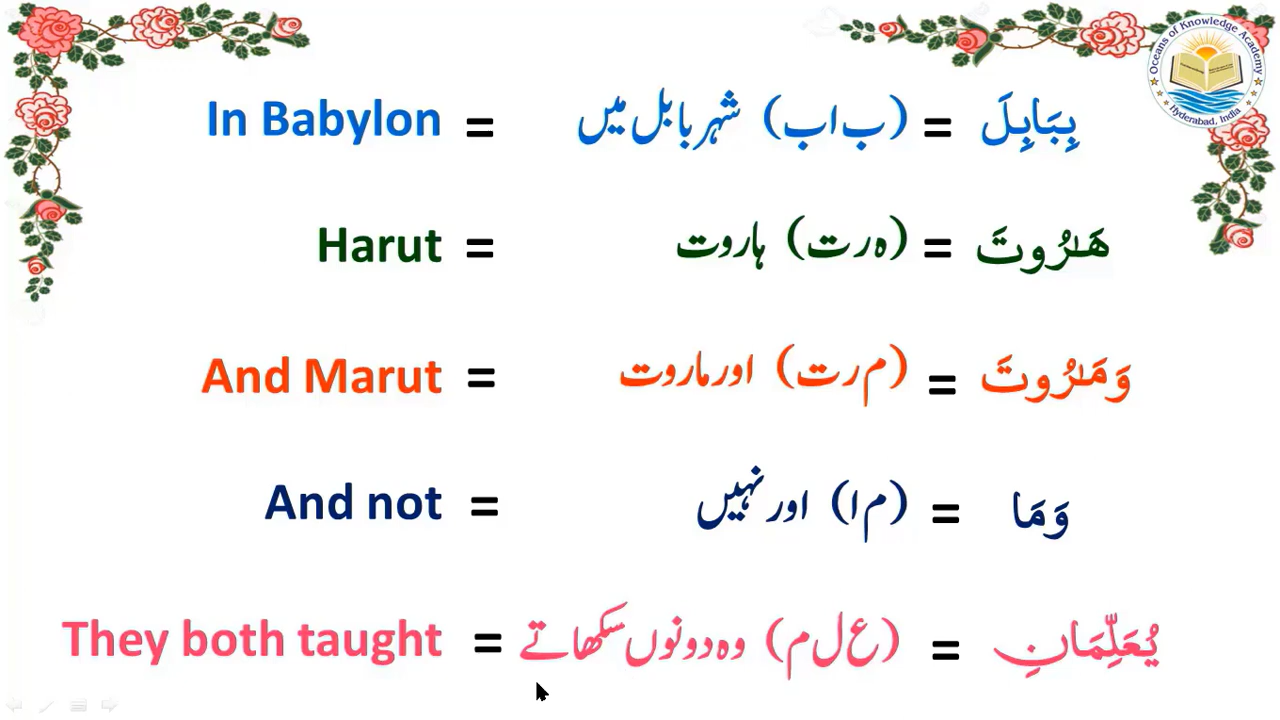 Oceans of Knowledge Academy
Hyderabad, India
بِبَابِلَ = (ب ا ب) شہر بابل میں = In Babylon
هَـٰرُوتَ = (ہ ر ت) ہاروت = Harut
وَمَـٰرُوتَ = (م ر ت) اور ماروت = And Marut
وَمَا = (م ا) اور نہیں = And not
يُعَلِّمَانِ = (ع ل م) وہ دونوں سکھاتے = They both taught